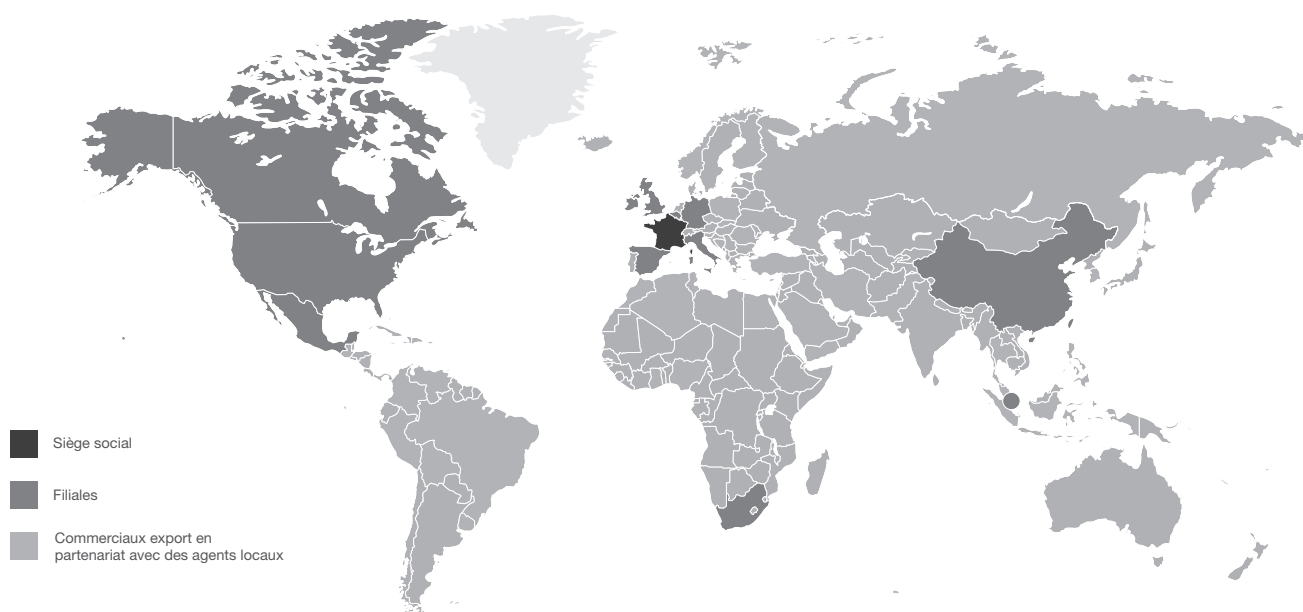 Siège social
Filiales
Commerciaux export en
partenariat avec des agents locaux